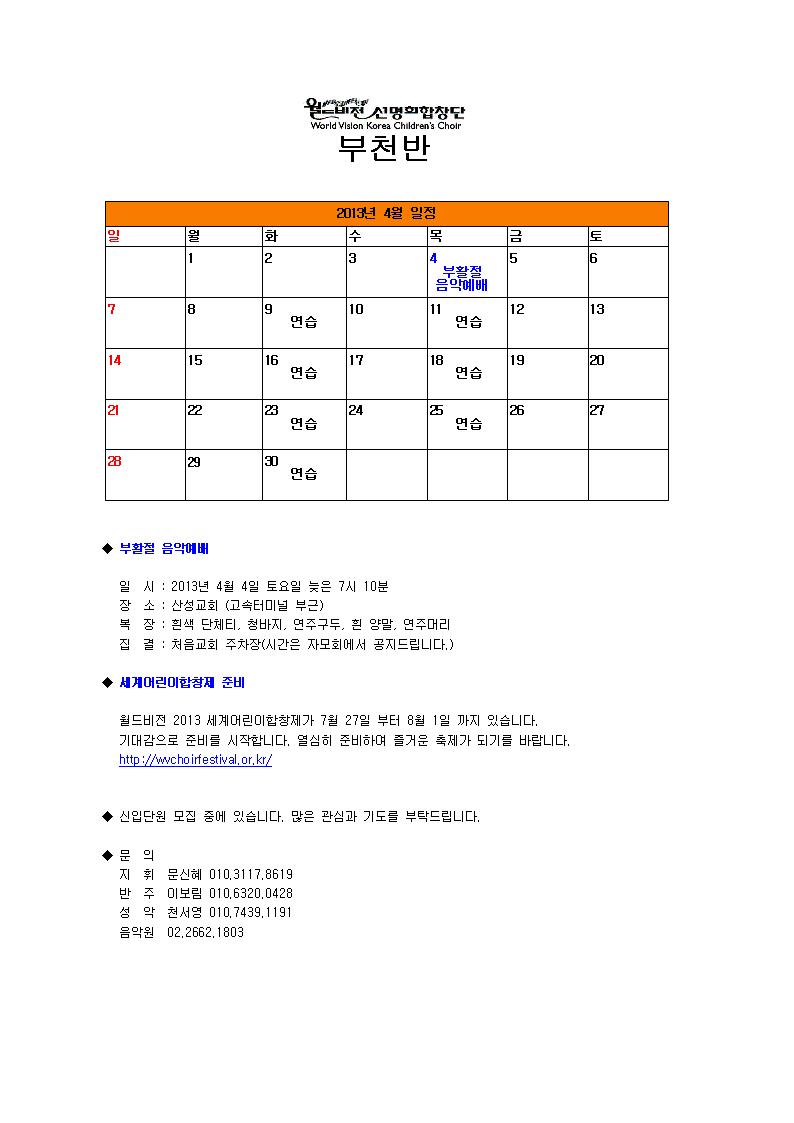 월드비전 선명회합창단
World Vision Korea Children's Choir
부천반
2013년 4월 일정
일 월 화 수 목 금 토
1 2 3 4 5 6
부활절
음악예배
7 8 9 10 11 12 13
연습 연습
14 15 16 17 18 19 20
연습 연습
21 22 23 24 25 26 27
연습 연습
28 29 30
연습
◆ 부활절 음악예배
일 시 : 2013년 4월 4일 토요일 늦은 7시 10분
장 소 : 산성교회 (고속터미널 부근)
복 장 : 흰색 단체티, 청바지, 연주구두, 흰 양말, 연주머리
집 결 : 처음교회 주차장(시간은 자모회에서 공지드립니다.)
◆ 세계어린이합창제 준비
월드비전 2013 세계어린이합창제가 7월 27일 부터 8월 1일 까지 있습니다.
기대감으로 준비를 시작합니다. 열심히 준비하여 즐거운 축제가 되기를 바랍니다.
http://wvchoirfestival.or.kr/
◆ 신입단원 모집 중에 있습니다. 많은 관심과 기도를 부탁드립니다.
◆ 문 의
지 휘 문신혜 010.3117.8619
반 주 이보림 010.6320.0428
성 악 천서영 010.7439.1191
음악원 02.2662.1803